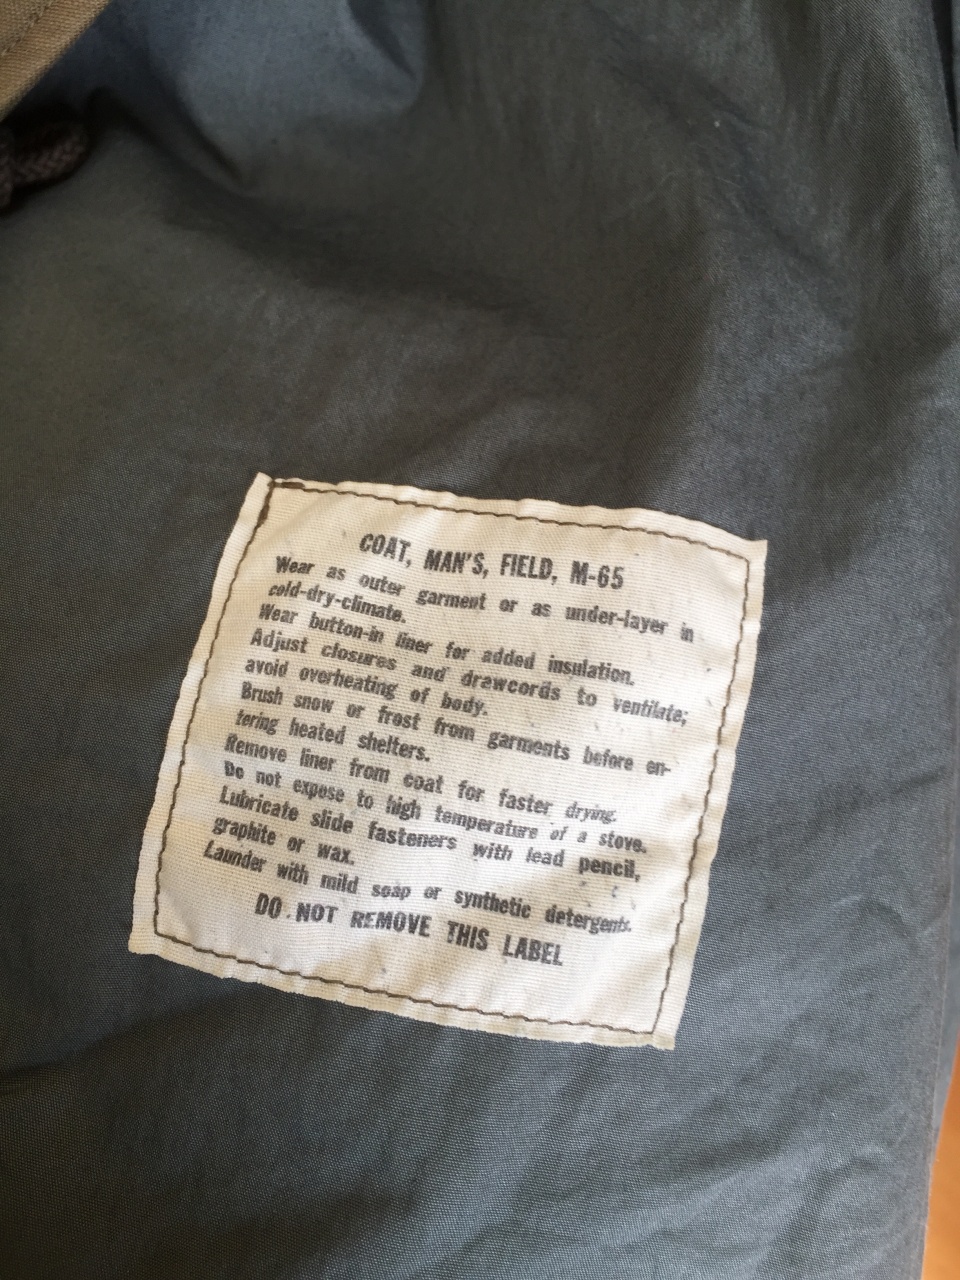 COAT, MAN'S, FIELD, M-65
Wear as outer garment or as under-layer in
cold-dry-climate.
Wear button-in liner for added insulation.
Adjust closures and drawcords to ventilate;
avoid overheating of body.
Brush snow or frost from garments before en-
tering heated shelters.
Remove liner from coat for faster drying.
Do not expose to high temperature of a stove.
Lubricate slide fasteners with lead pencil,
graphite or wax.
Launder with mild soap or synthetic detergents.
DO NOT REMOVE THIS LABEL